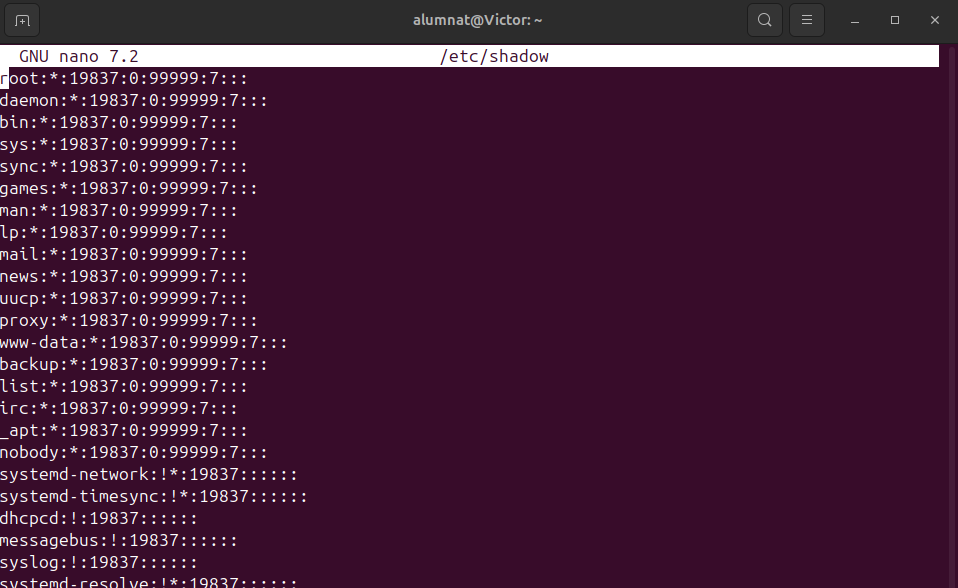 alumnat@Victor: ~
GNU nano 7.2 /etc/shadow
root:*:19837:0:99999:7:::
daemon:*:19837:0:99999:7:::
bin:*:19837:0:99999:7:::
sys:*:19837:0:99999:7:::
sync:*:19837:0:99999:7:::
games:*:19837:0:99999:7:::
man:*:19837:0:99999:7:::
lp:*:19837:0:99999:7:::
mail:*:19837:0:99999:7:::
news:*:19837:0:99999:7:::
uucp:*:19837:0:99999:7:::
proxy:*:19837:0:99999:7:::
www-data:*:19837:0:99999:7:::
backup:*:19837:0:99999:7:::
list:*:19837:0:99999:7:::
irc:*:19837:0:99999:7:::
_apt:*:19837:0:99999:7:::
nobody:*:19837:0:99999:7:::
systemd-network:!*:19837::::::
systemd-timesync:!*:19837::::::
dhcpcd:!:19837::::::
messagebus:!:19837::::::
syslog:!:19837::::::
systemd-resolve:!*:19837::::::